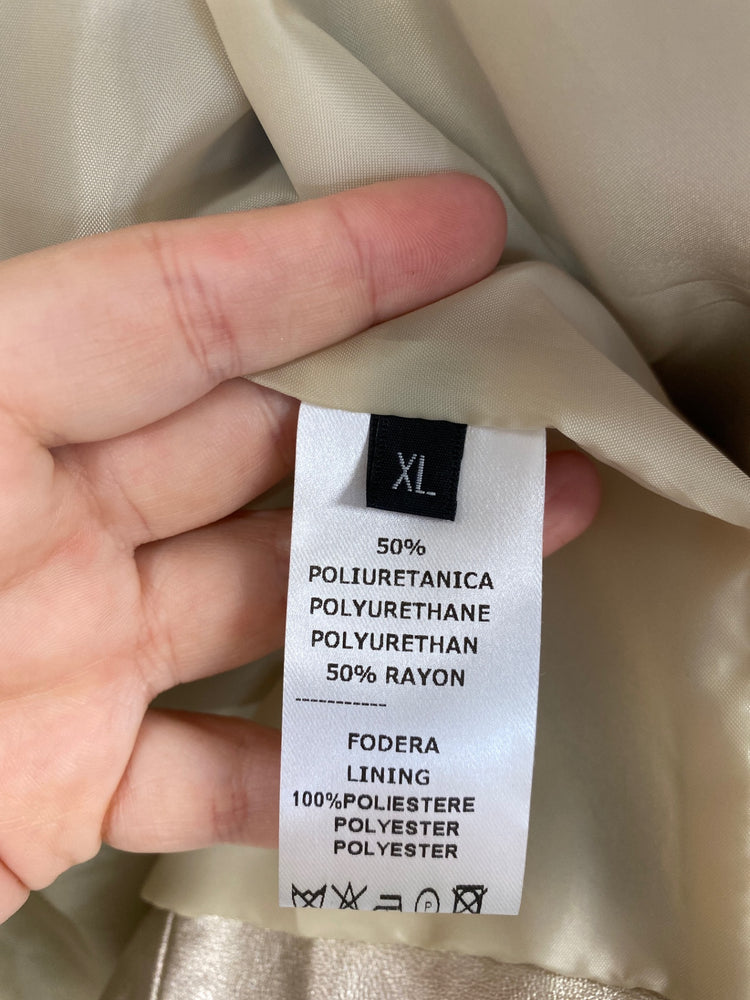 XL
50%
POLIURETANICA
POLYURETHANE
POLYURETHAN
50% RAYON
-----------
FODERA
LINING
100%POLIESTERE
POLYESTER
POLYESTER
P